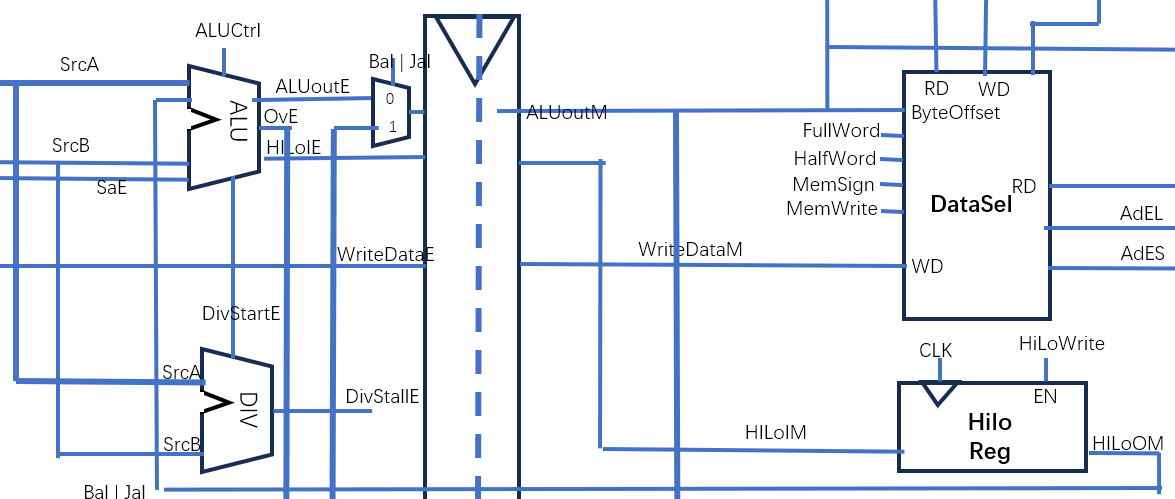 ALUCtrl
SrcA
Bal | Jal
ALUoutE
0
OvE
1
ALU
SrcB
HILoIE
SaE
WriteDataE
DivStartE
SrcA
DIV
DivStallE
SrcB
Bal | Jal
RD
WD
ALUoutM
ByteOffset
FullWord
HalfWord
MemSign
RD
MemWrite
DataSel
AdEL
WriteDataM
AdES
WD
CLK
HiLoWrite
EN
Hilo
Reg
HILoIM
HILoOM